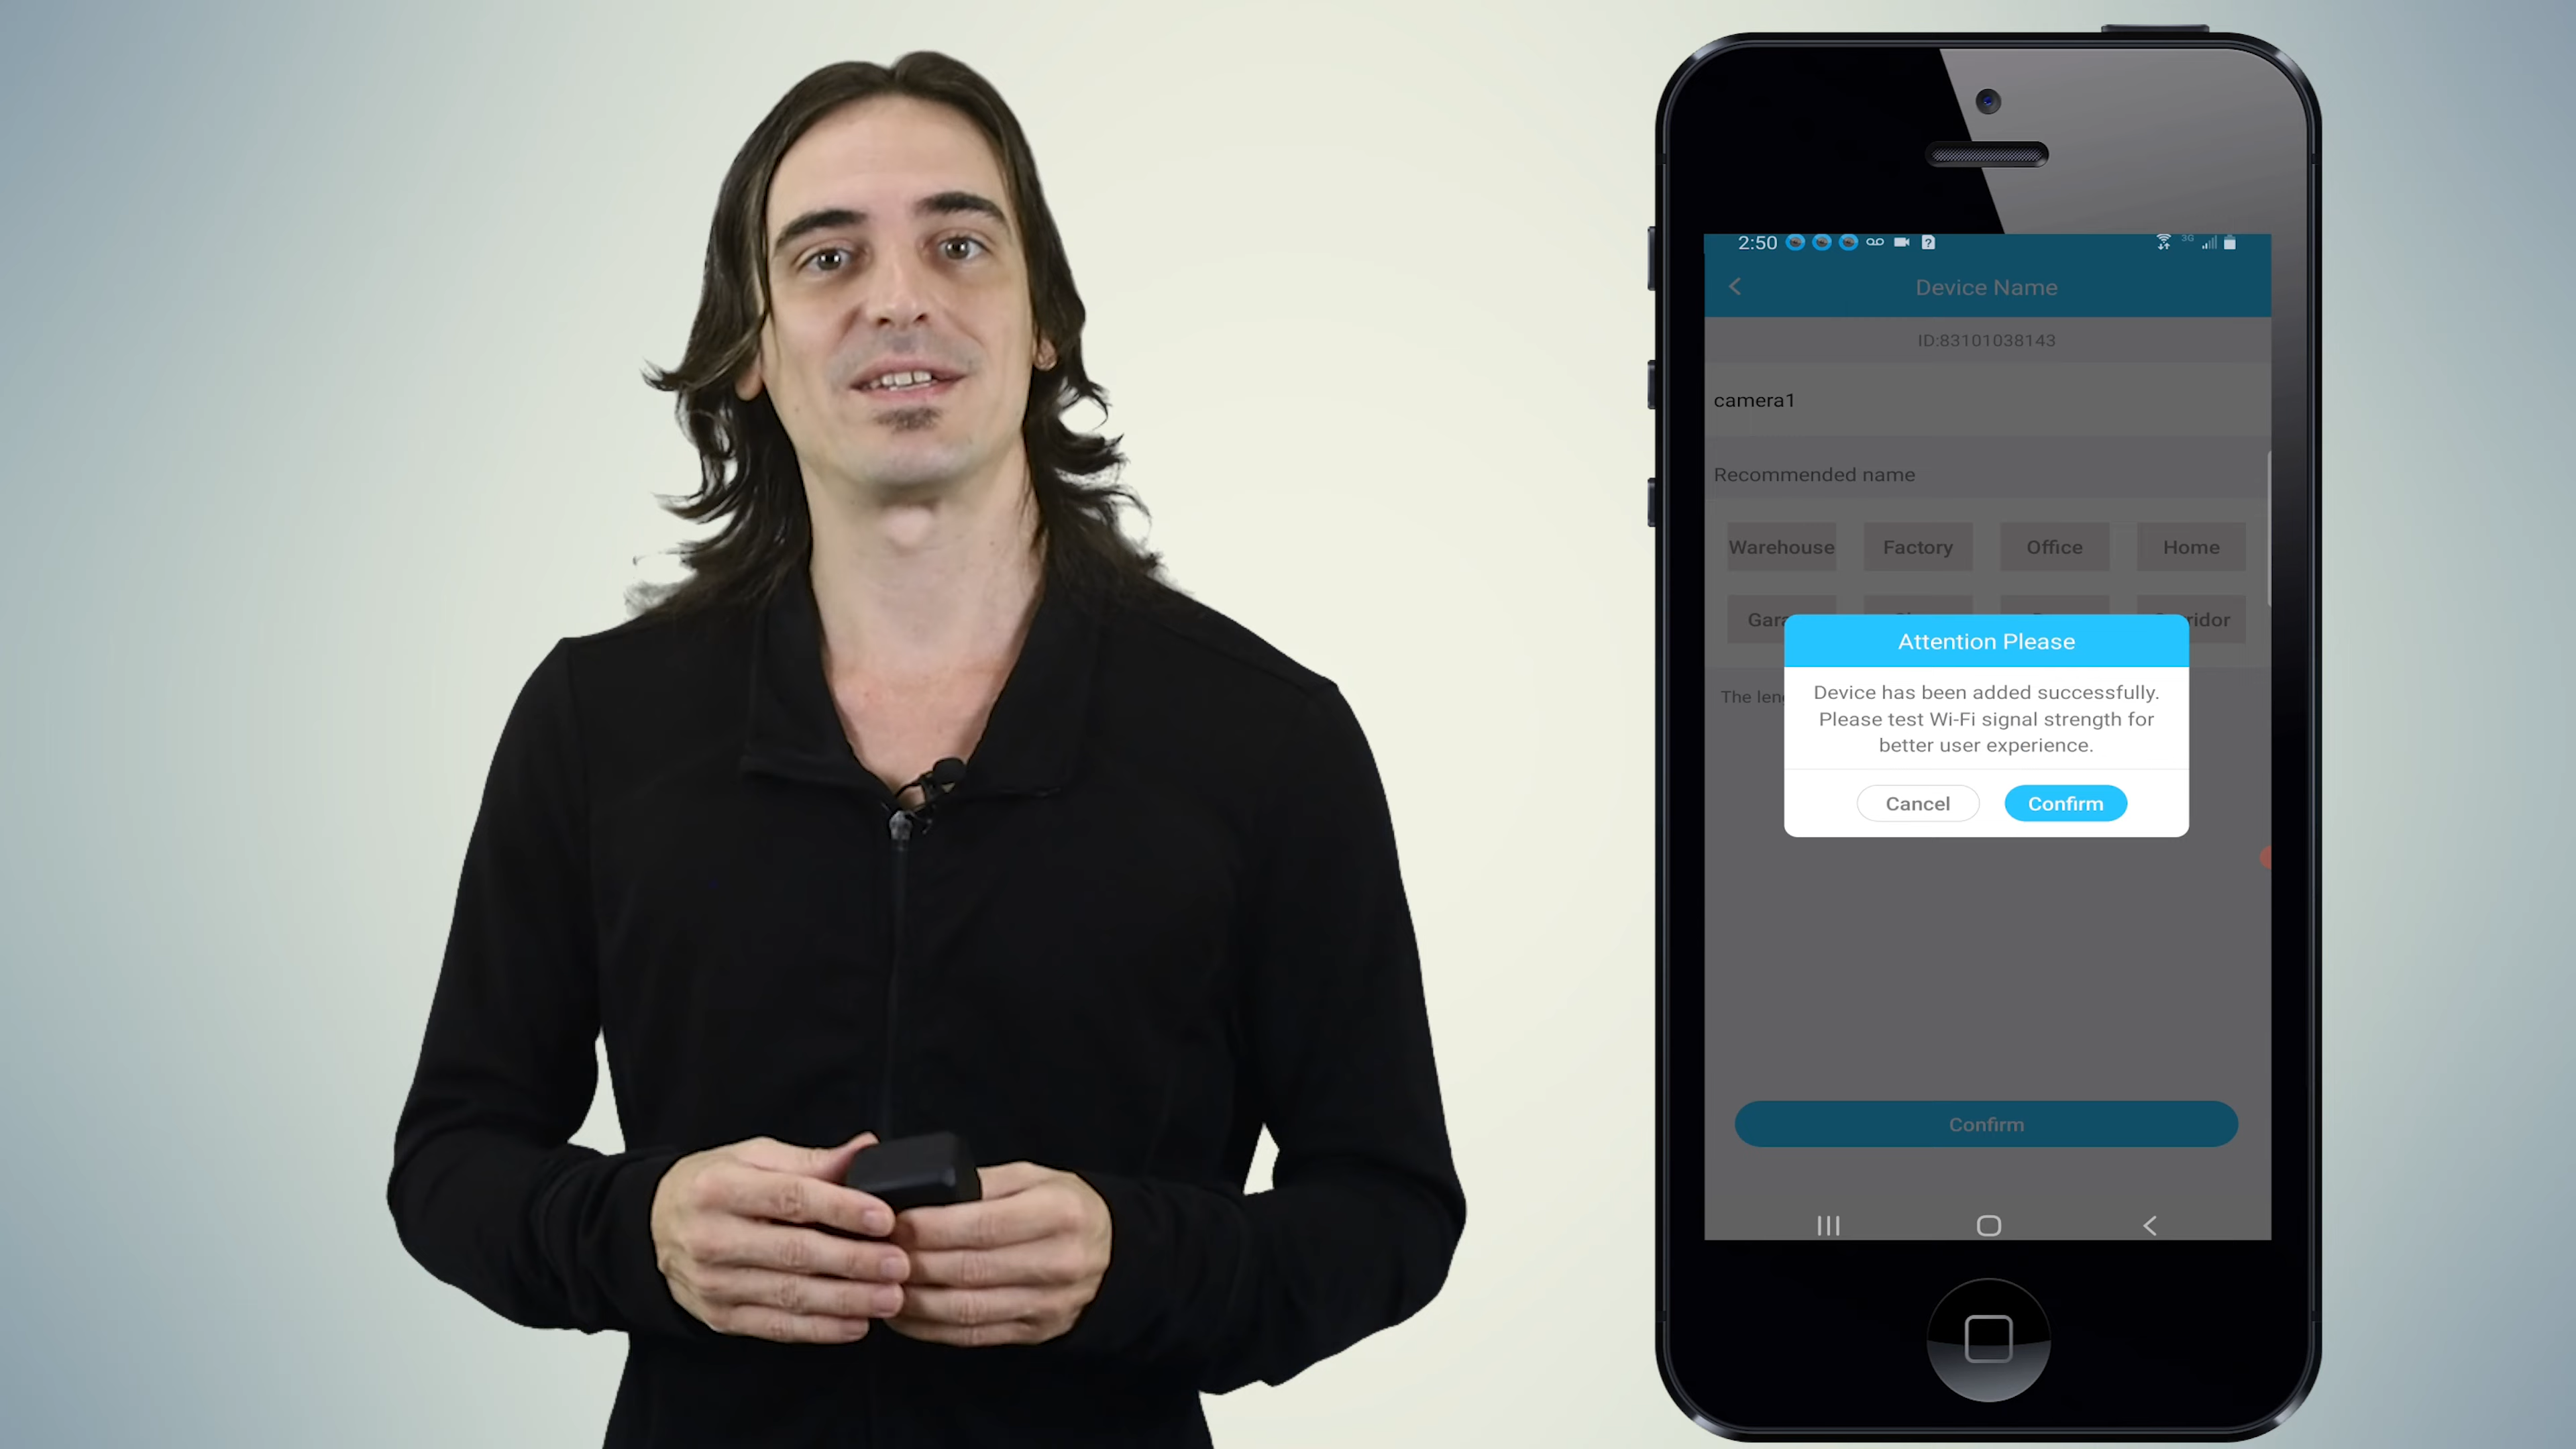 2:50
3G
Device Name
ID:83101038143
camera1
Recommended name
Warehouse Factory Office Home
Attention Please
Device has been added successfully.
Please test Wi-Fi signal strength for
better user experience.
Cancel Confirm
Confirm